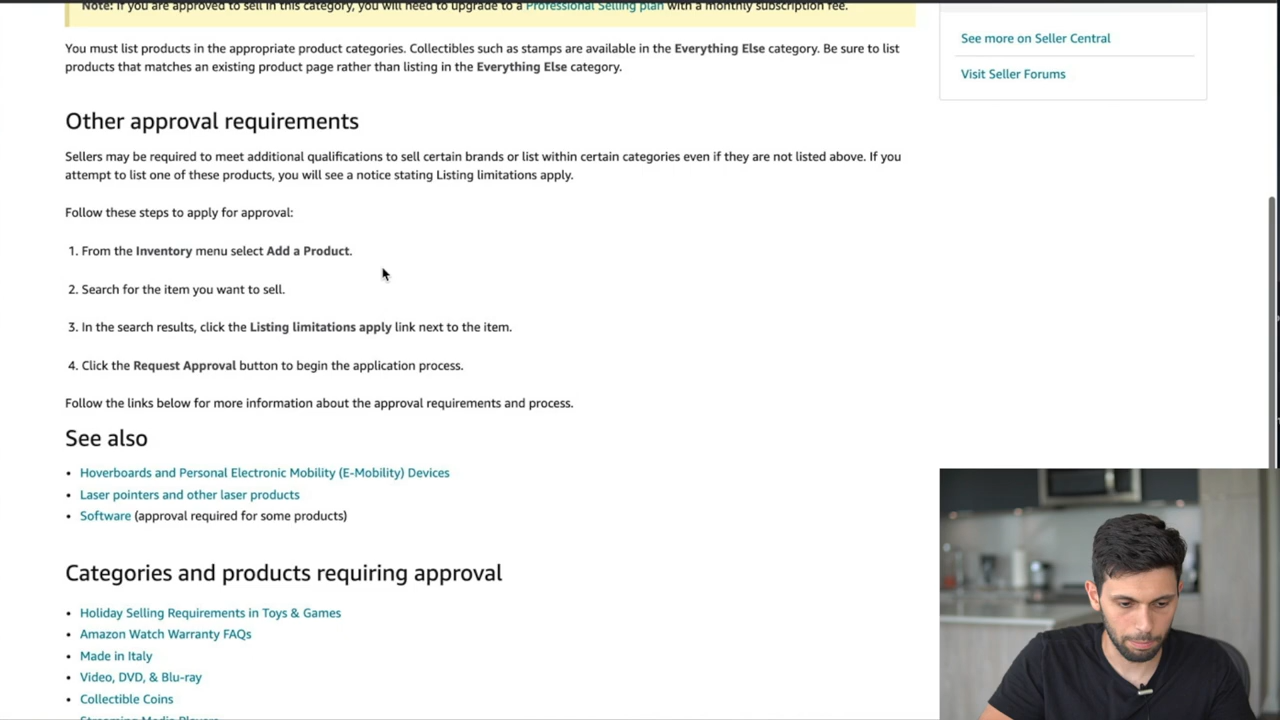 Note: If you are approved to sell in this category, you will need to upgrade to a Professional Selling plan with a monthly subscription fee.
See more on Seller Central
Visit Seller Forums
You must list products in the appropriate product categories. Collectibles such as stamps are available in the Everything Else category. Be sure to list
products that matches an existing product page rather than listing in the Everything Else category.
Other approval requirements
Sellers may be required to meet additional qualifications to sell certain brands or list within certain categories even if they are not listed above. If you
attempt to list one of these products, you will see a notice stating Listing limitations apply.
Follow these steps to apply for approval:
1. From the Inventory menu select Add a Product.
2. Search for the item you want to sell.
3. In the search results, click the Listing limitations apply link next to the item.
4. Click the Request Approval button to begin the application process.
Follow the links below for more information about the approval requirements and process.
See also
• Hoverboards and Personal Electronic Mobility (E-Mobility) Devices
• Laser pointers and other laser products
• Software (approval required for some products)
Categories and products requiring approval
• Holiday Selling Requirements in Toys & Games
• Amazon Watch Warranty FAQs
• Made in Italy
• Video, DVD, & Blu-ray
• Collectible Coins
• Streaming Media Players